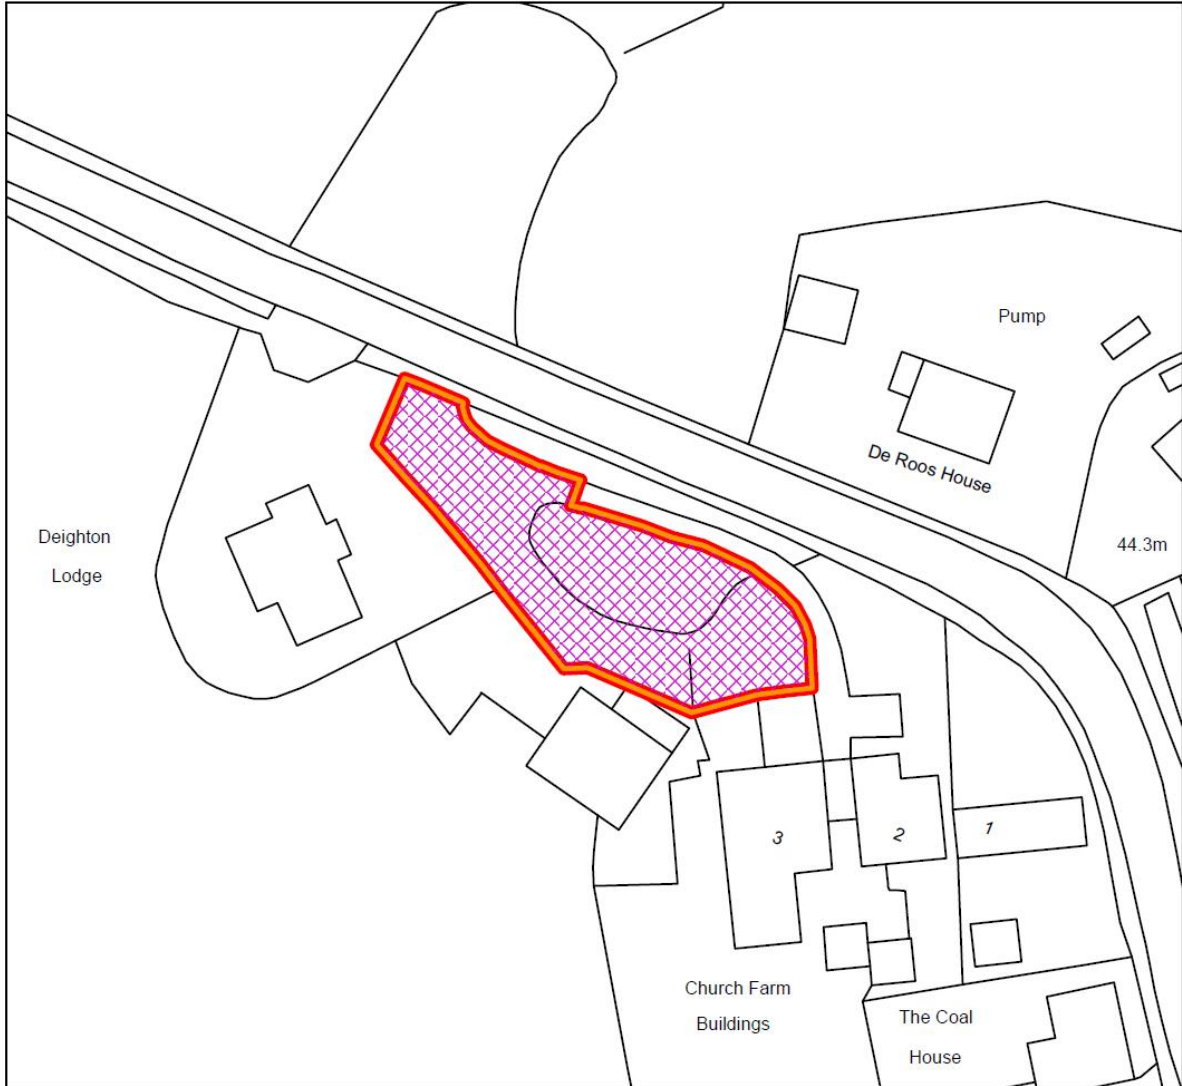 Pump
De Roos House
Deighton
Lodge
44.3m
3
2
1
Church Farm
Buildings
The Coal
House